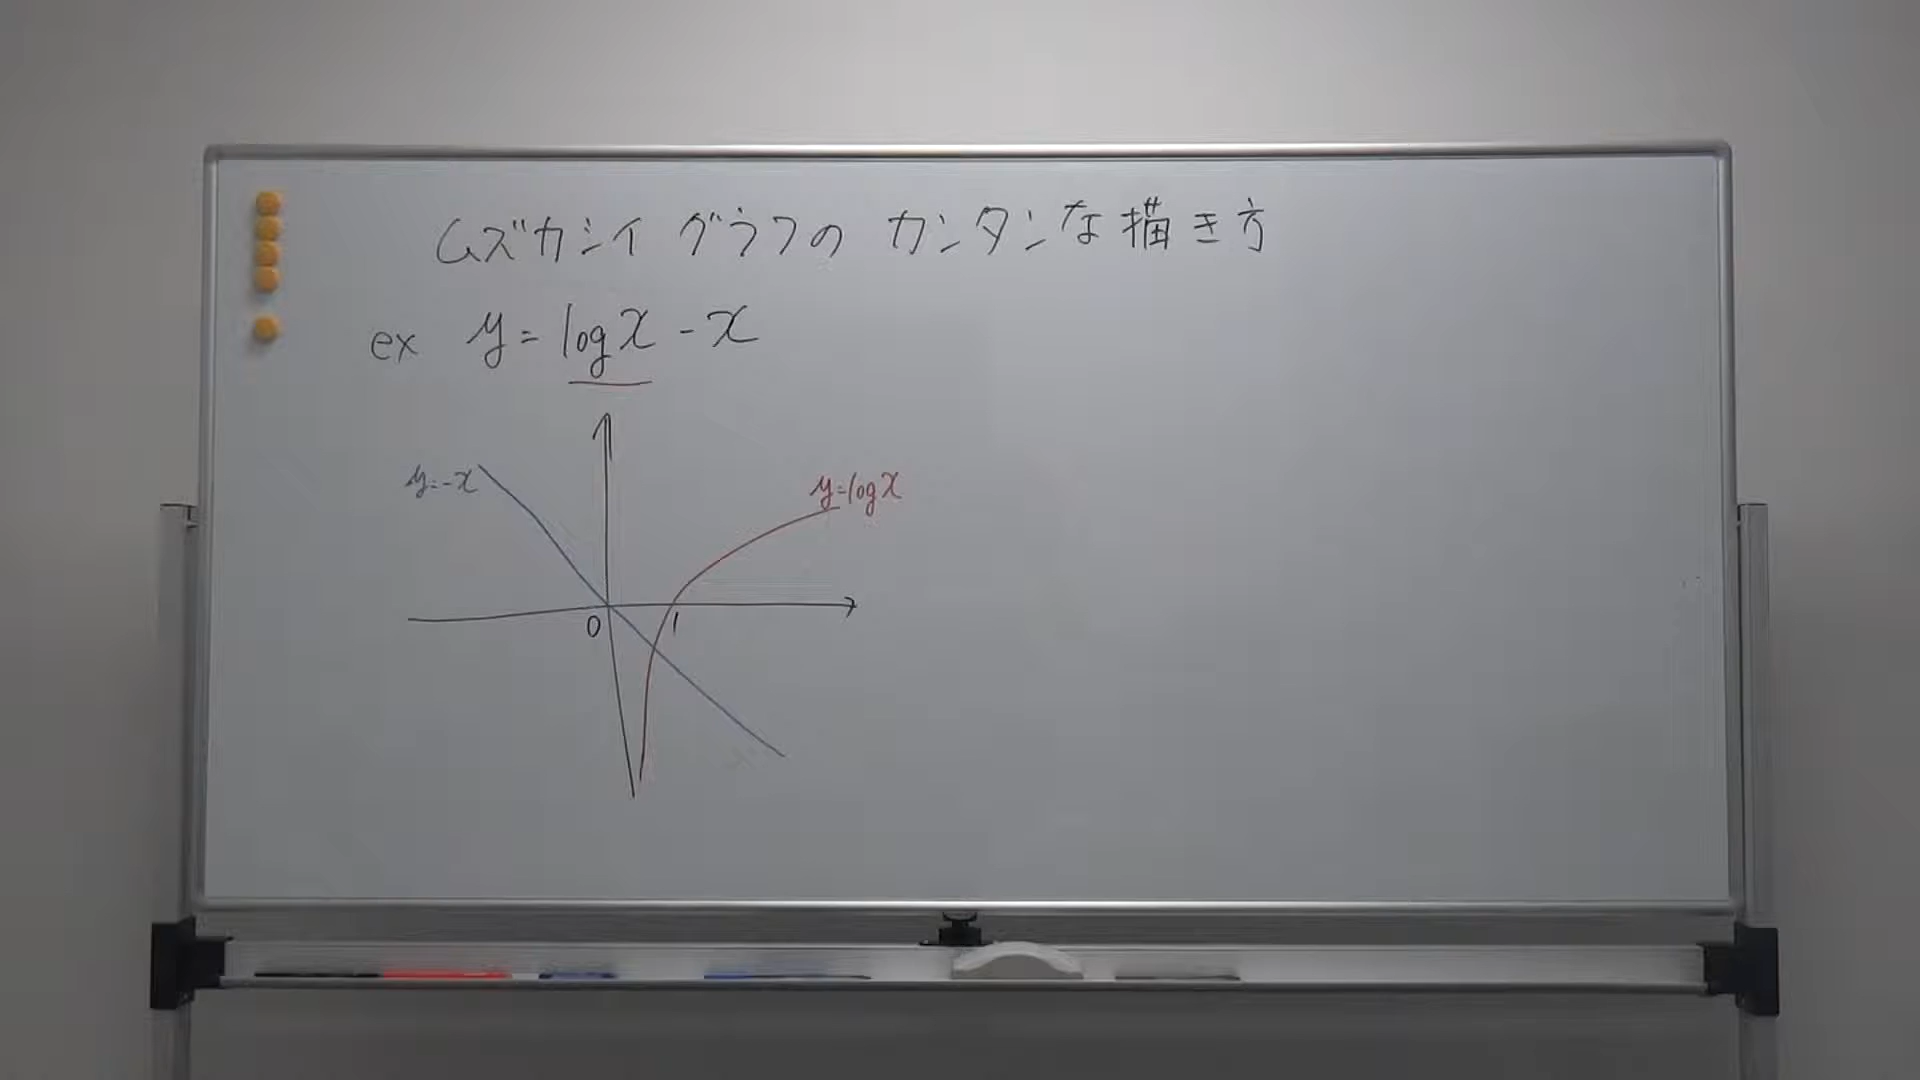 ムズカシイ グラフの カンタンな描き方
ex y = log x - x
y=-x
y=log x
0
1